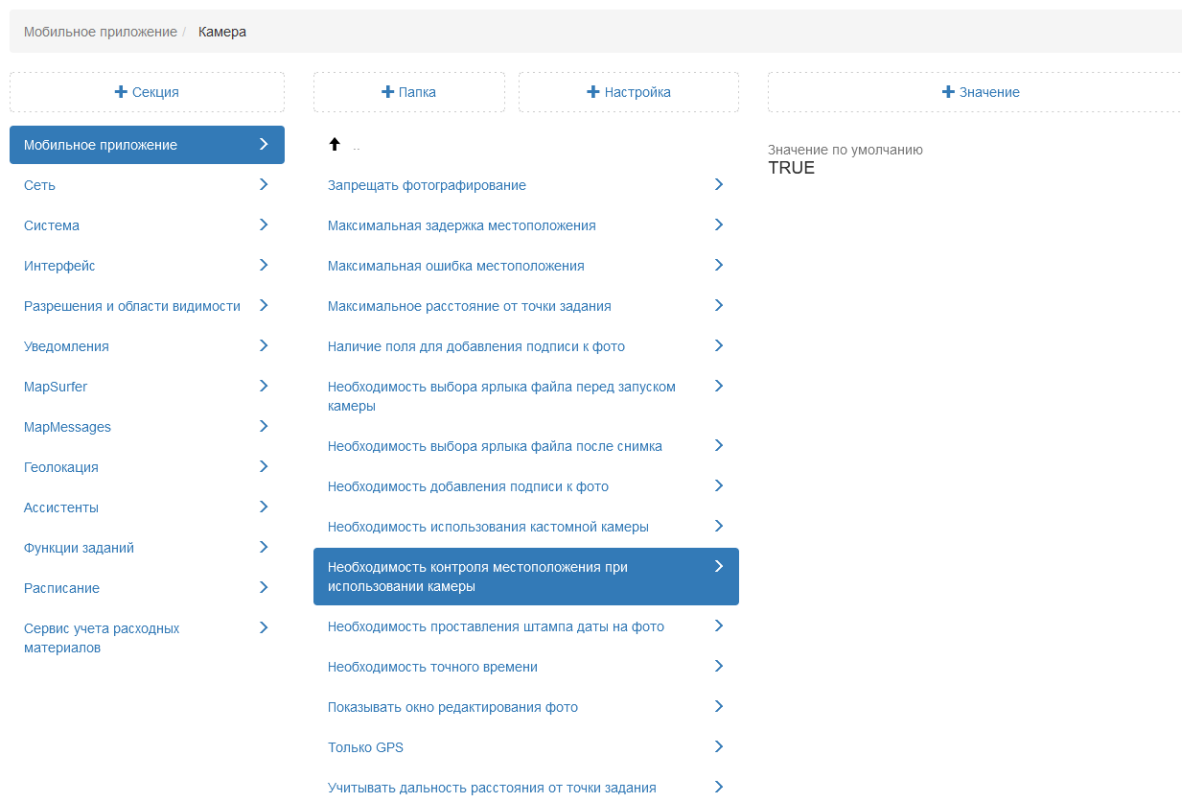 Мобильное приложение / Камера
Секция
Папка
Настройка
Значение
Мобильное приложение
Сеть
Система
Интерфейс
Разрешения и области видимости
Уведомления
MapSurfer
MapMessages
Геолокация
Ассистенты
Функции заданий
Расписание
Сервис учета расходных
материалов
..
Запрещать фотографирование
Максимальная задержка местоположения
Максимальная ошибка местоположения
Максимальное расстояние от точки задания
Наличие поля для добавления подписи к фото
Необходимость выбора ярлыка файла перед запуском
камеры
Необходимость выбора ярлыка файла после снимка
Необходимость добавления подписи к фото
Необходимость использования кастомной камеры
Необходимость контроля местоположения при
использовании камеры
Необходимость проставления штампа даты на фото
Необходимость точного времени
Показывать окно редактирования фото
Только GPS
Учитывать дальность расстояния от точки задания
Значение по умолчанию
TRUE